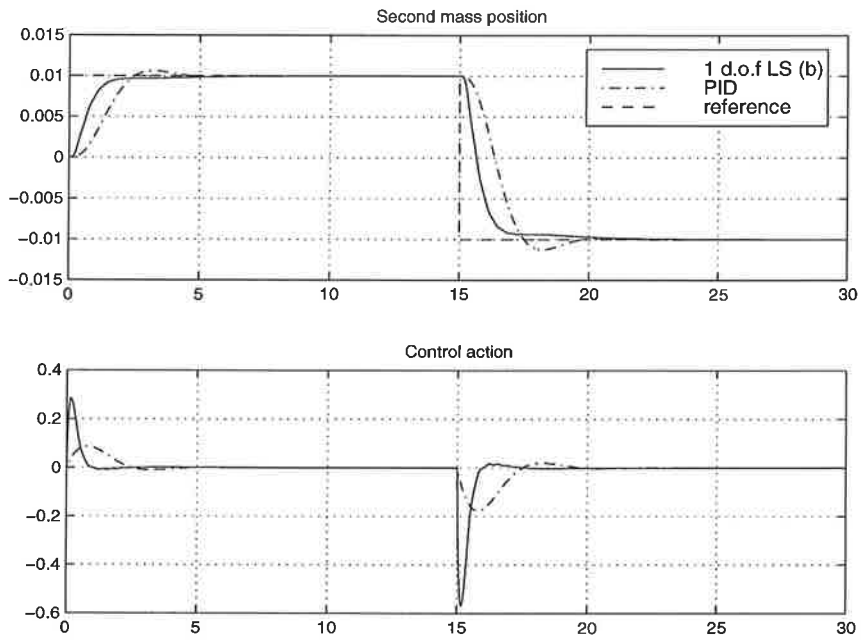 Second mass position
0.015
0.010
0.005
0
−0.005
−0.01
−0.015
0 5 10 15 20 25 30
1 d.o.f LS (b)
PID
reference
Control action
0.4
0.2
0
−0.2
−0.4
−0.6
0 5 10 15 20 25 30